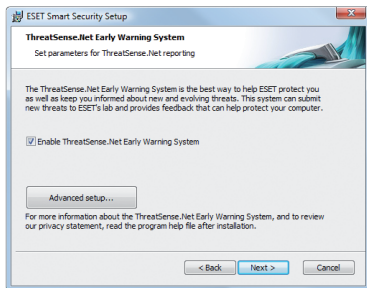 ESET Smart Security Setup
ThreatSense.Net Early Warning System
Set parameters for ThreatSense.Net reporting
The ThreatSense.Net Early Warning System is the best way to help ESET protect you
as well as keep you informed about new and evolving threats. This system can submit
new threats to ESET's lab and provides feedback that can help protect your computer.
Enable ThreatSense.Net Early Warning System
Advanced setup...
For more information about the ThreatSense.Net Early Warning System, and to review
our privacy statement, read the program help file after installation.
< Back Next > Cancel